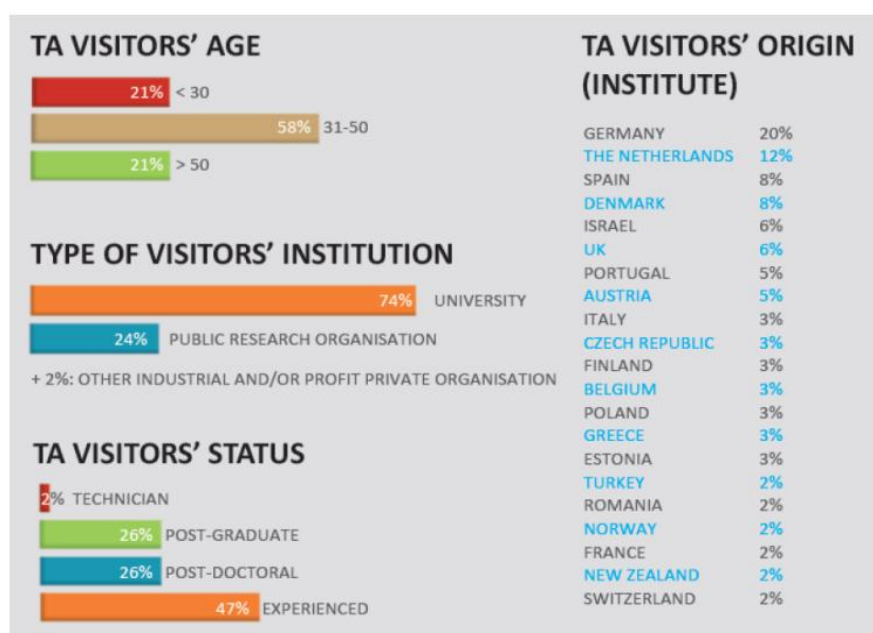 TA VISITORS' AGE
21% < 30
58% 31-50
21% > 50
TYPE OF VISITORS' INSTITUTION
74% UNIVERSITY
24% PUBLIC RESEARCH ORGANISATION
+ 2%: OTHER INDUSTRIAL AND/OR PROFIT PRIVATE ORGANISATION
TA VISITORS' STATUS
2% TECHNICIAN
26% POST-GRADUATE
26% POST-DOCTORAL
47% EXPERIENCED
TA VISITORS' ORIGIN
(INSTITUTE)
GERMANY 20%
THE NETHERLANDS 12%
SPAIN 8%
DENMARK 8%
ISRAEL 6%
UK 6%
PORTUGAL 5%
AUSTRIA 5%
ITALY 3%
CZECH REPUBLIC 3%
FINLAND 3%
BELGIUM 3%
POLAND 3%
GREECE 3%
ESTONIA 3%
TURKEY 2%
ROMANIA 2%
NORWAY 2%
FRANCE 2%
NEW ZEALAND 2%
SWITZERLAND 2%